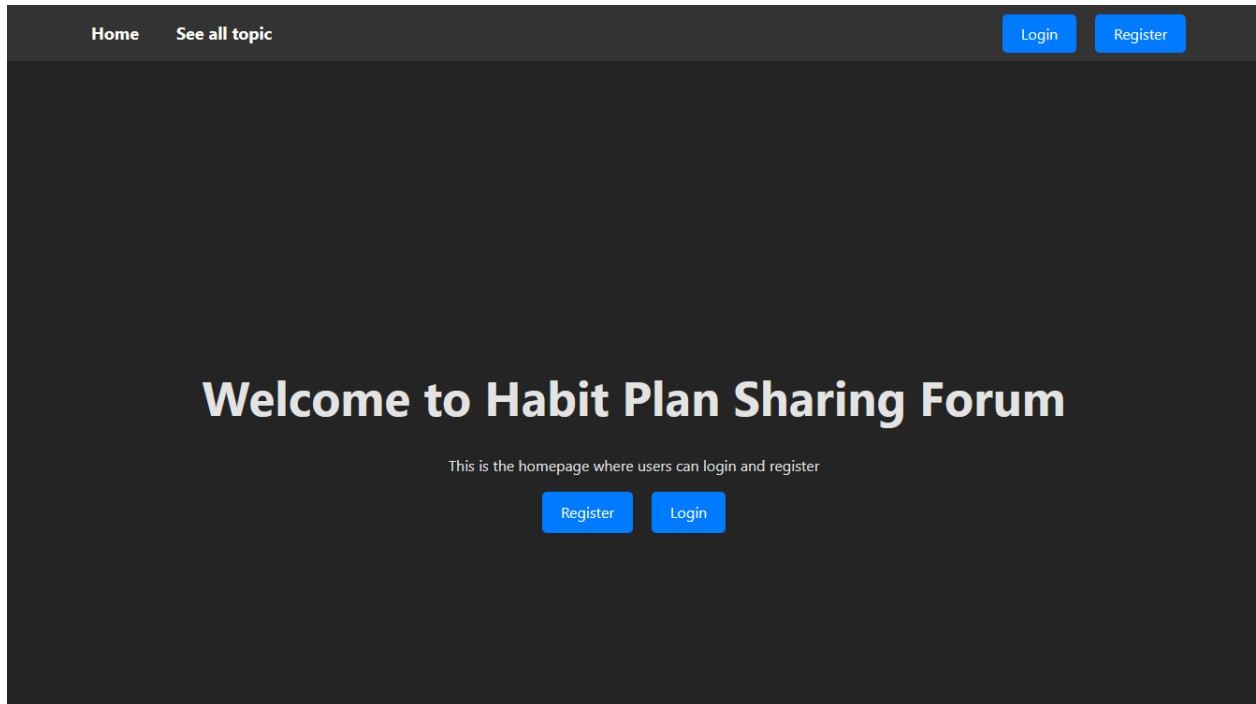 Home See all topic Login Register
Welcome to Habit Plan Sharing Forum
This is the homepage where users can login and register
Register Login